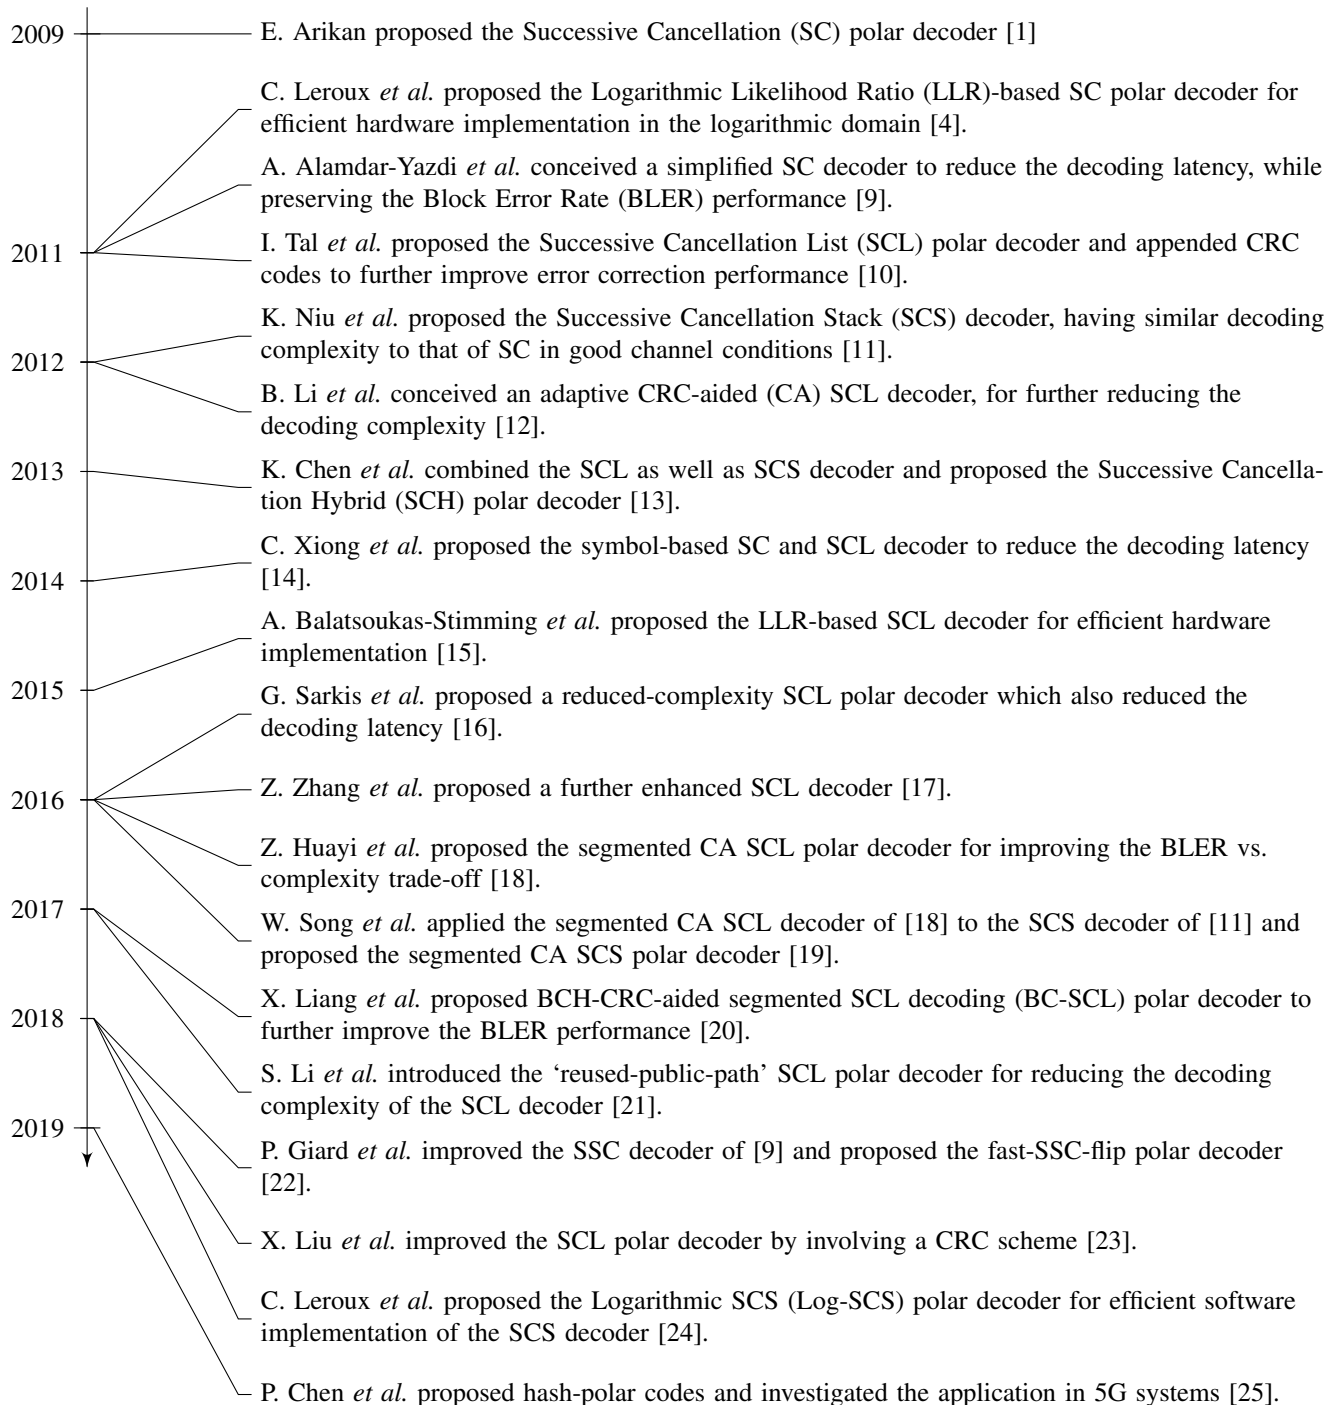 2009
E. Arikan proposed the Successive Cancellation (SC) polar decoder [1]
C. Leroux et al. proposed the Logarithmic Likelihood Ratio (LLR)-based SC polar decoder for
efficient hardware implementation in the logarithmic domain [4].
A. Alamdar-Yazdi et al. conceived a simplified SC decoder to reduce the decoding latency, while
preserving the Block Error Rate (BLER) performance [9].
2011
I. Tal et al. proposed the Successive Cancellation List (SCL) polar decoder and appended CRC
codes to further improve error correction performance [10].
K. Niu et al. proposed the Successive Cancellation Stack (SCS) decoder, having similar decoding
complexity to that of SC in good channel conditions [11].
2012
B. Li et al. conceived an adaptive CRC-aided (CA) SCL decoder, for further reducing the
decoding complexity [12].
2013
K. Chen et al. combined the SCL as well as SCS decoder and proposed the Successive Cancella-
tion Hybrid (SCH) polar decoder [13].
2014
C. Xiong et al. proposed the symbol-based SC and SCL decoder to reduce the decoding latency
[14].
A. Balatsoukas-Stimming et al. proposed the LLR-based SCL decoder for efficient hardware
implementation [15].
2015
G. Sarkis et al. proposed a reduced-complexity SCL polar decoder which also reduced the
decoding latency [16].
2016
Z. Zhang et al. proposed a further enhanced SCL decoder [17].
Z. Huayi et al. proposed the segmented CA SCL polar decoder for improving the BLER vs.
complexity trade-off [18].
2017
W. Song et al. applied the segmented CA SCL decoder of [18] to the SCS decoder of [11] and
proposed the segmented CA SCS polar decoder [19].
2018
X. Liang et al. proposed BCH-CRC-aided segmented SCL decoding (BC-SCL) polar decoder to
further improve the BLER performance [20].
S. Li et al. introduced the ‘reused-public-path’ SCL polar decoder for reducing the decoding
complexity of the SCL decoder [21].
2019
P. Giard et al. improved the SSC decoder of [9] and proposed the fast-SSC-flip polar decoder
[22].
X. Liu et al. improved the SCL polar decoder by involving a CRC scheme [23].
C. Leroux et al. proposed the Logarithmic SCS (Log-SCS) polar decoder for efficient software
implementation of the SCS decoder [24].
P. Chen et al. proposed hash-polar codes and investigated the application in 5G systems [25].